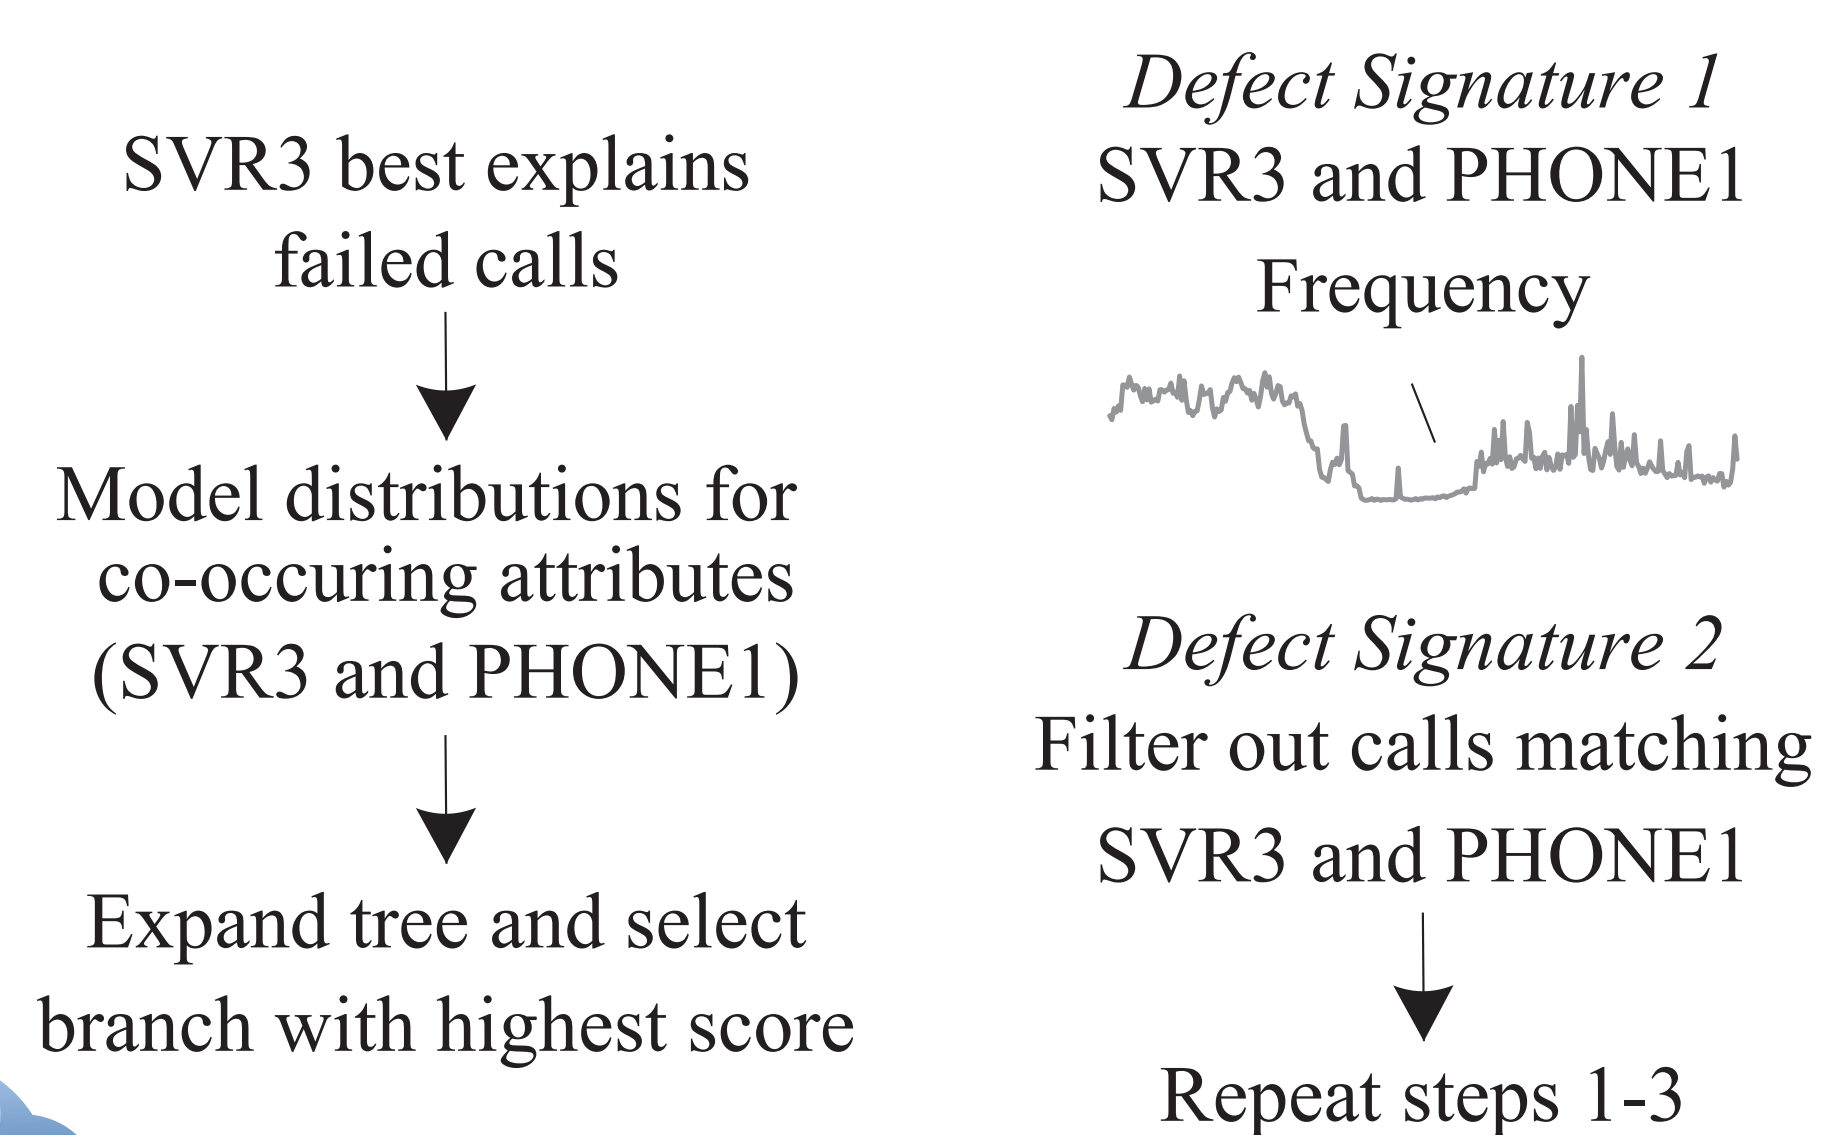 SVR3 best explains
failed calls
Model distributions for
co-occuring attributes
(SVR3 and PHONE1)
Expand tree and select
branch with highest score
Defect Signature 1
SVR3 and PHONE1
Frequency
Defect Signature 2
Filter out calls matching
SVR3 and PHONE1
Repeat steps 1-3